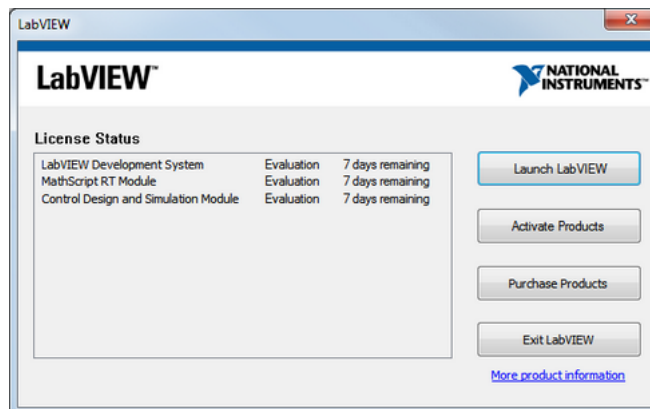 LabVIEW
LabVIEW™
NATIONAL
INSTRUMENTS™
License Status
LabVIEW Development System Evaluation 7 days remaining
MathScript RT Module Evaluation 7 days remaining
Control Design and Simulation Module Evaluation 7 days remaining
Launch LabVIEW
Activate Products
Purchase Products
Exit LabVIEW
More product information